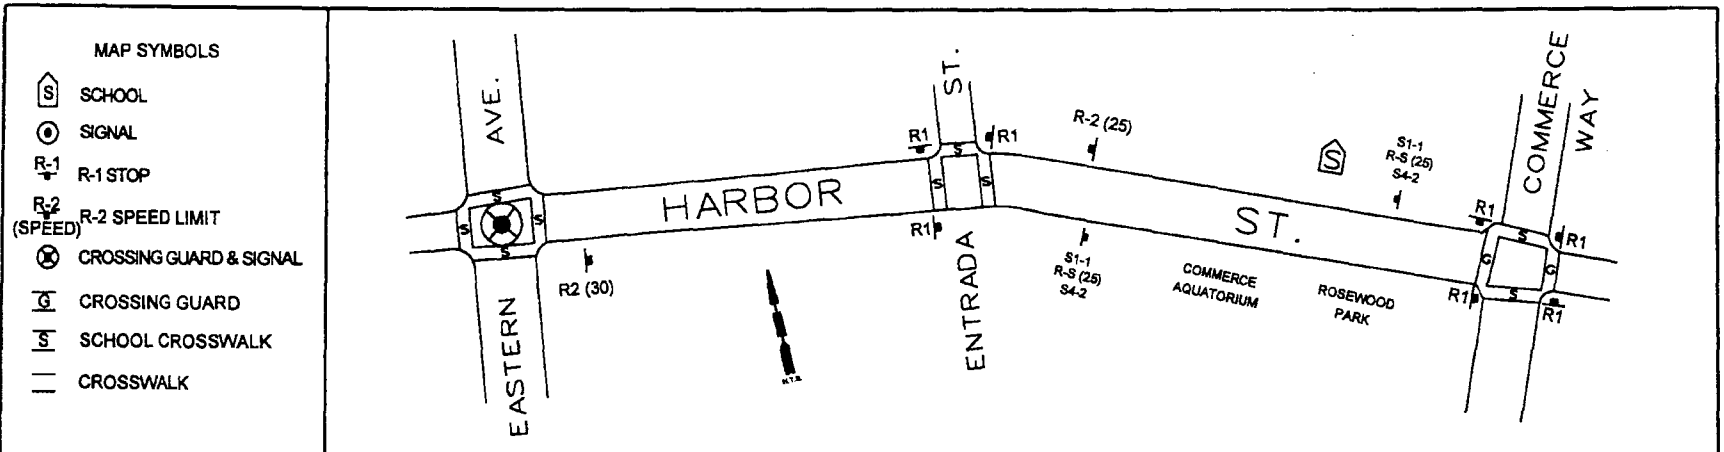 MAP SYMBOLS
S SCHOOL
SIGNAL
R-1 R-1 STOP
R-2
(SPEED) R-2 SPEED LIMIT
CROSSING GUARD & SIGNAL
G CROSSING GUARD
S SCHOOL CROSSWALK
CROSSWALK
EASTERN AVE.
S
S
S
S
R2 (30)
HARBOR ST.
N.T.S.
ENTRADA ST.
R1
R1
S
S
S
R1
R-2 (25)
S1-1
R-S (25)
S4-2
COMMERCE
AQUATORIUM
ROSEWOOD
PARK
S
S1-1
R-S (25)
S4-2
COMMERCE
WAY
R1
S
R1
G
G
R1
S
R1